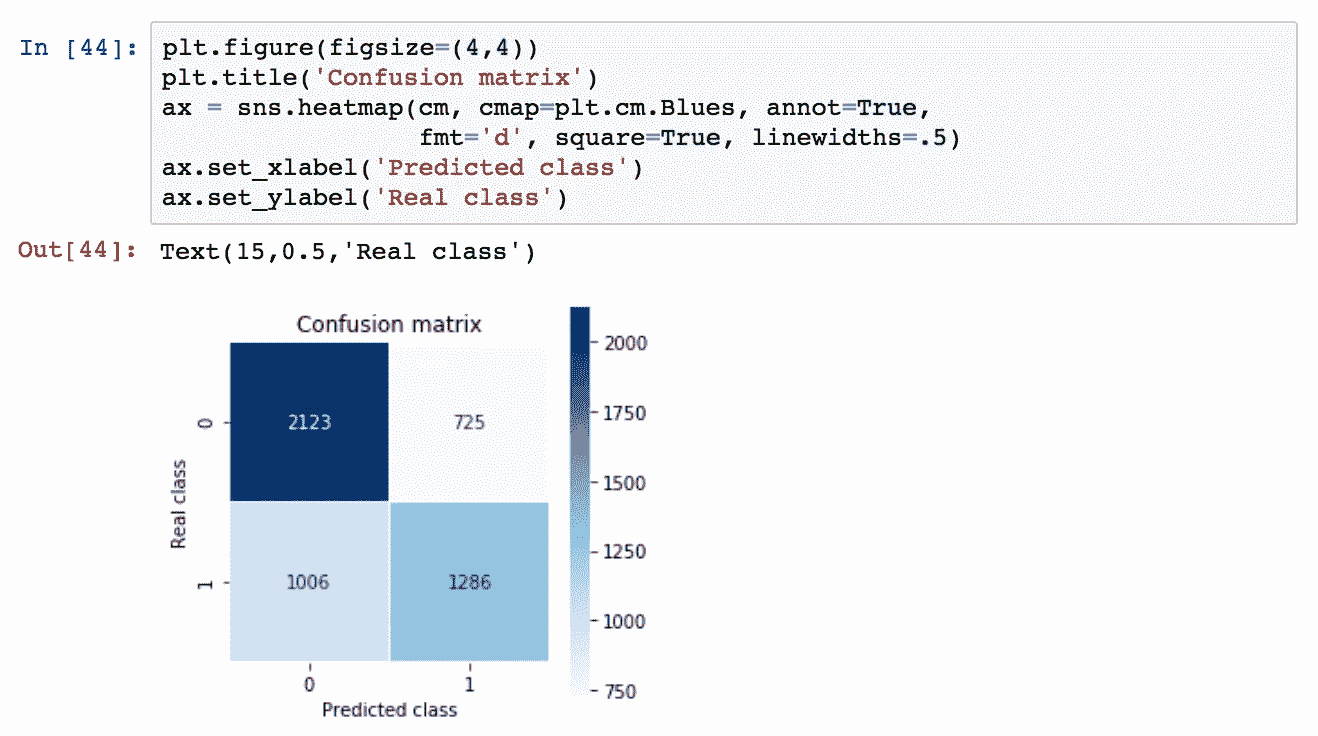 In [44]: plt.figure(figsize=(4,4))
plt.title('Confusion matrix')
ax = sns.heatmap(cm, cmap=plt.cm.Blues, annot=True,
fmt='d', square=True, linewidths=.5)
ax.set_xlabel('Predicted class')
ax.set_ylabel('Real class')
Out[44]: Text(15,0.5,'Real class')
Confusion matrix
2000
1750
1500
1250
1000
750
0
2123 725
Real class
1
1006 1286
0 1
Predicted class